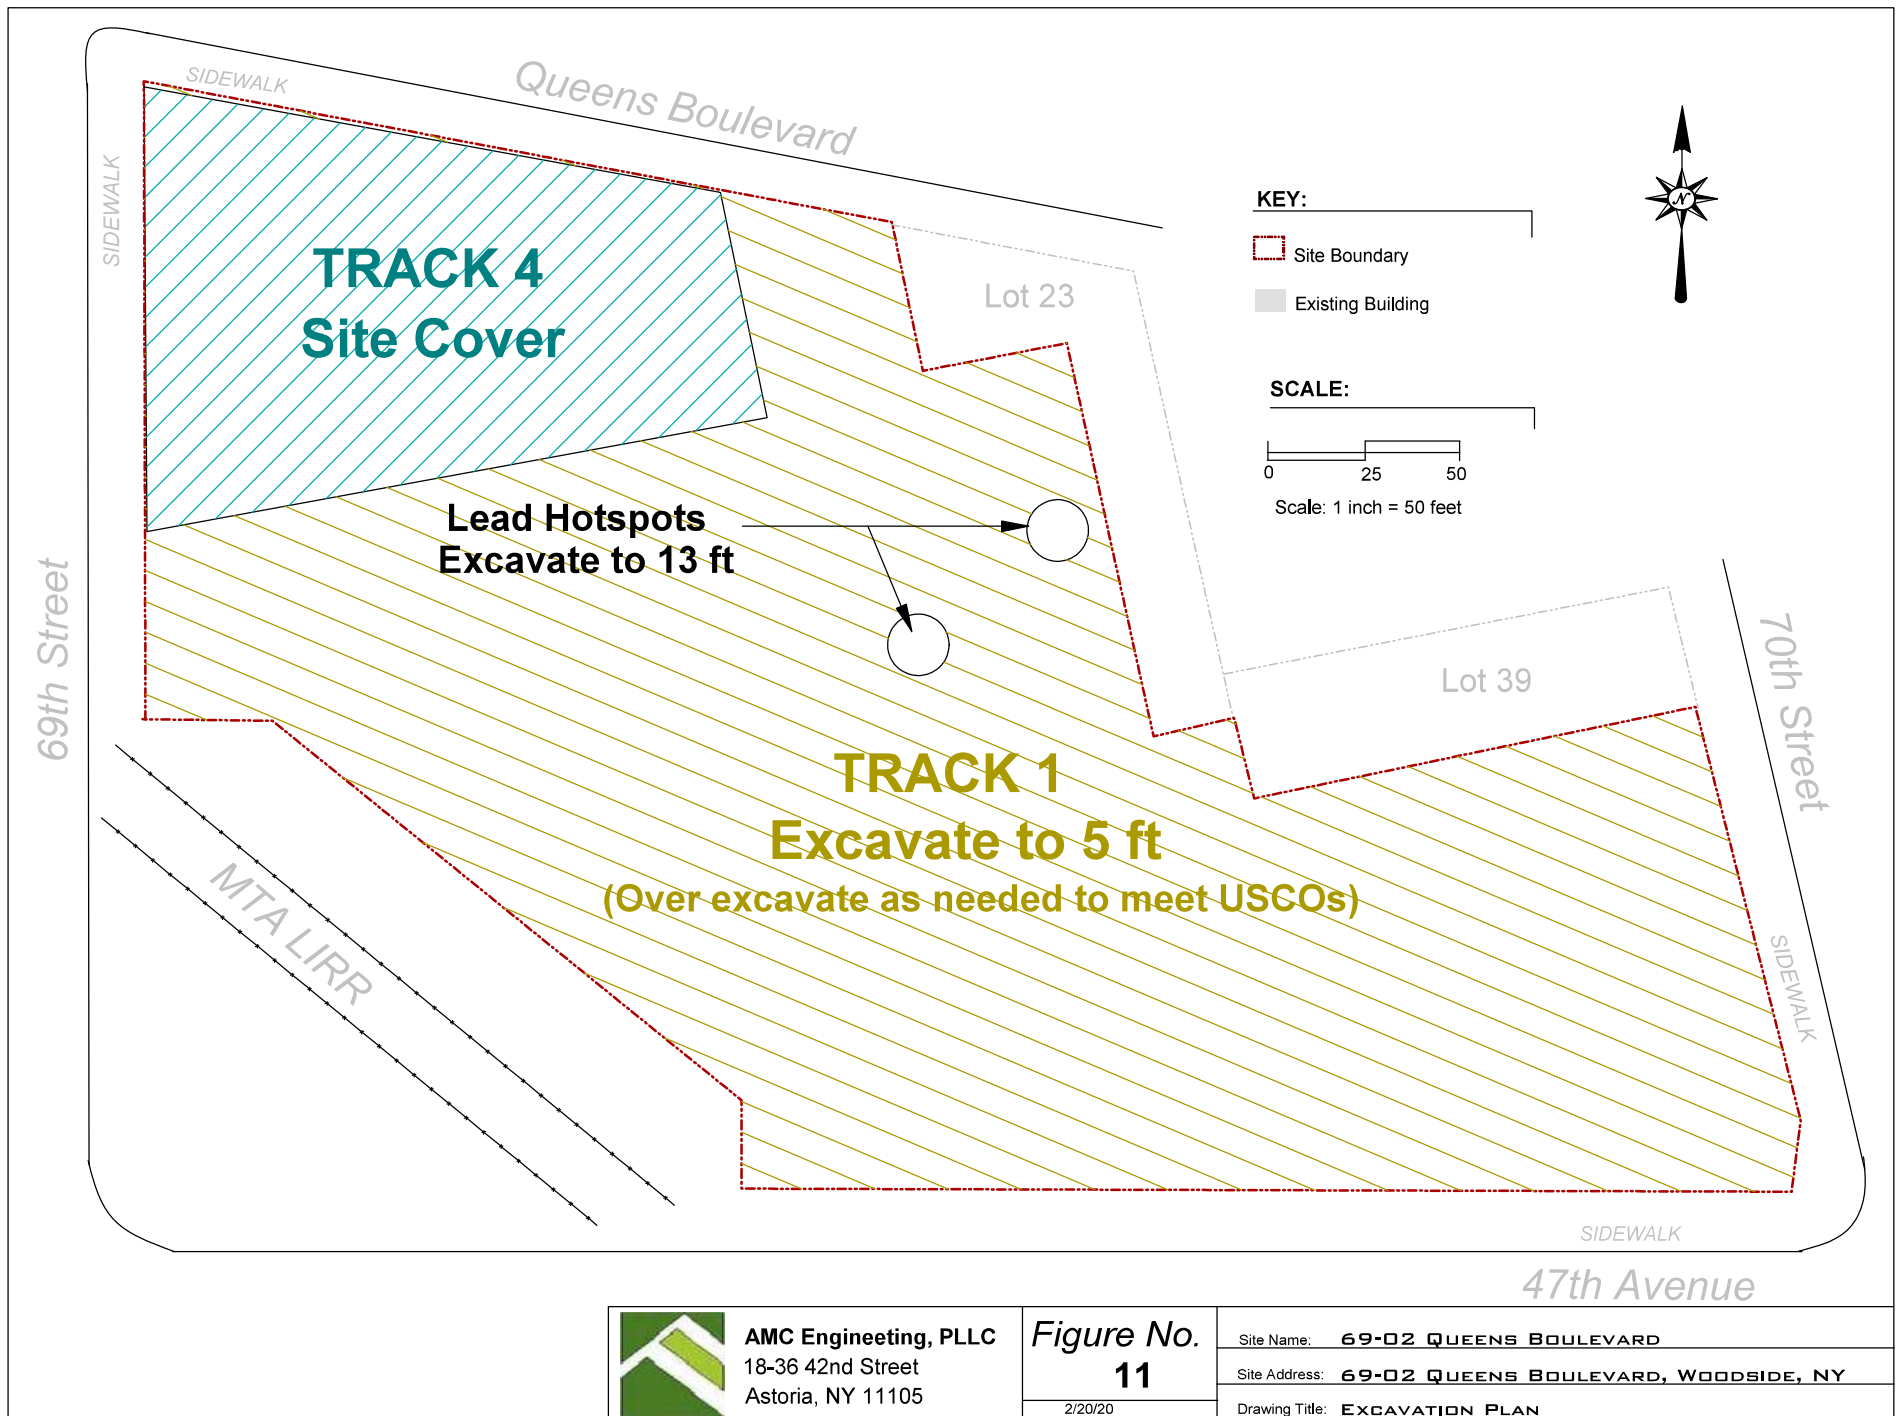 SIDEWALK
Queens Boulevard
SIDEWALK
KEY:
Site Boundary
Existing Building
N
TRACK 4
Site Cover
Lot 23
SCALE:
0 25 50
Scale: 1 inch = 50 feet
Lead Hotspots
Excavate to 13 ft
69th Street
70th Street
Lot 39
TRACK 1
Excavate to 5 ft
(Over excavate as needed to meet USCOs)
MTA LIRR
SIDEWALK
SIDEWALK
47th Avenue
AMC Engineeting, PLLC
18-36 42nd Street
Astoria, NY 11105
Figure No.
11
2/20/20
Site Name: 69-02 QUEENS BOULEVARD
Site Address: 69-02 QUEENS BOULEVARD, WOODSIDE, NY
Drawing Title: EXCAVATION PLAN